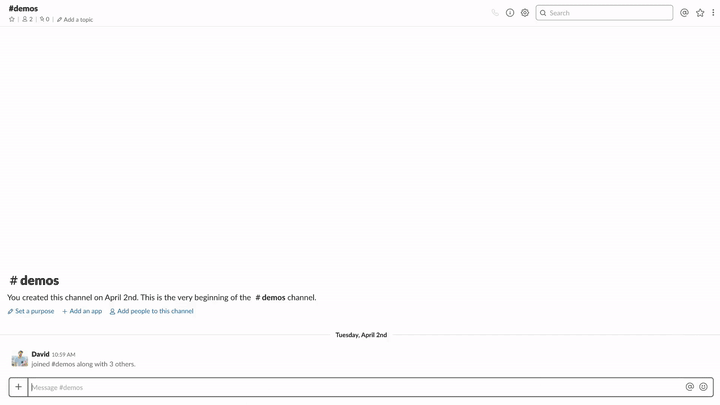 #demos
2 | 0 | Add a topic
Search
# demos
You created this channel on April 2nd. This is the very beginning of the # demos channel.
Set a purpose + Add an app Add people to this channel
Tuesday, April 2nd
David 10:59 AM
joined #demos along with 3 others.
Message #demos